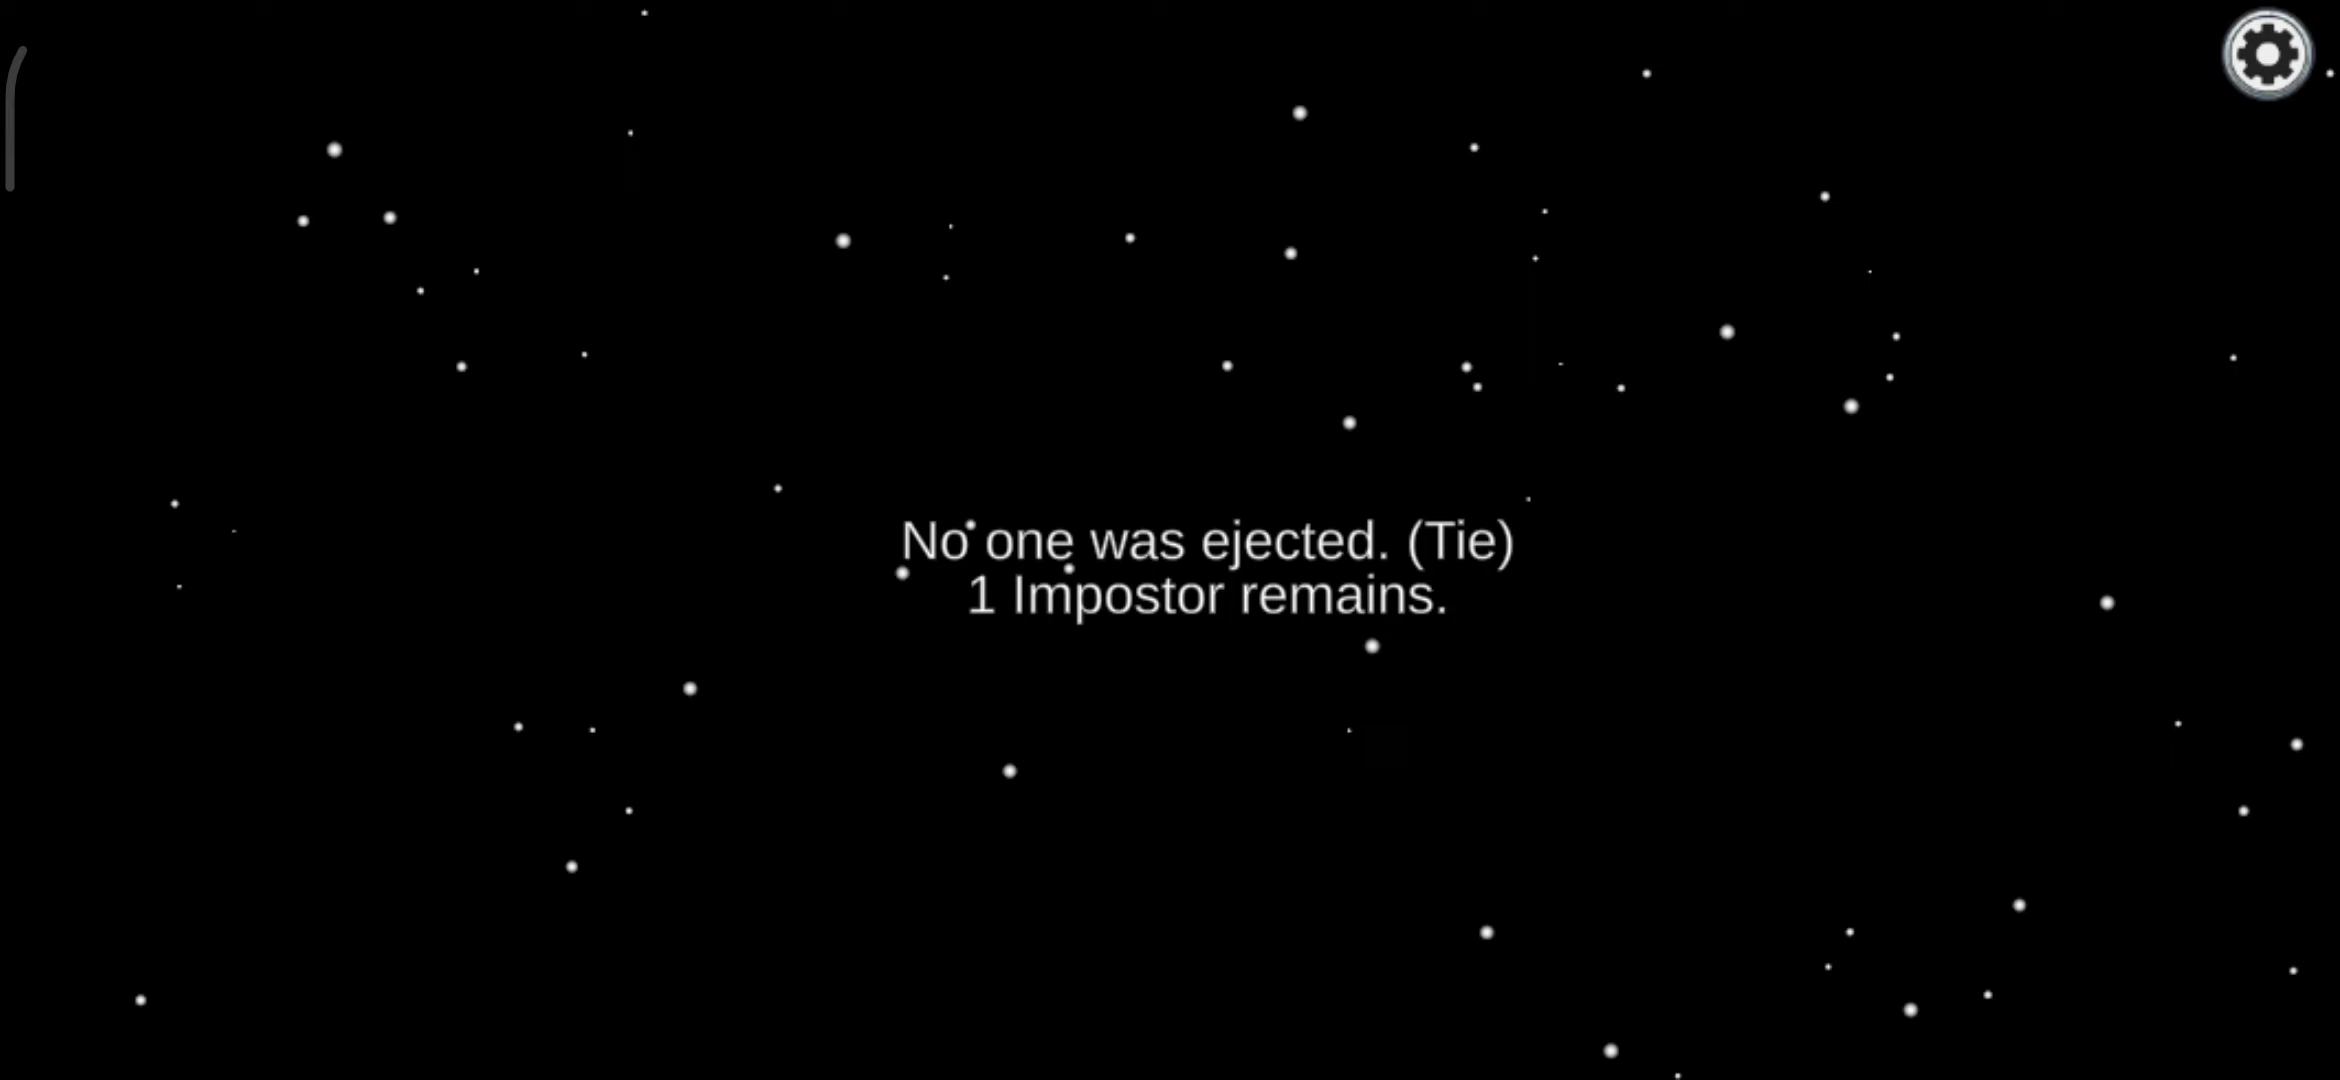 No one was ejected. (Tie)
1 Impostor remains.